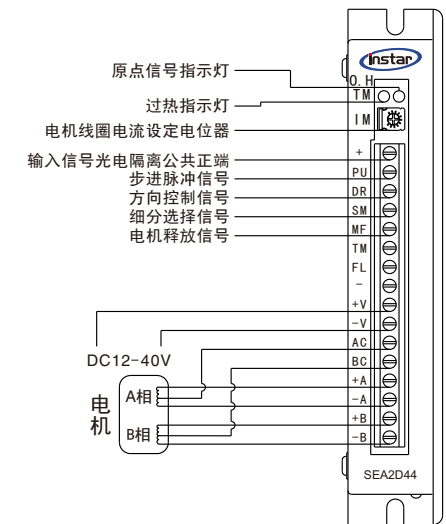 instar
原点信号指示灯
O.H
TM
过热指示灯
IM
电机线圈电流设定电位器
输入信号光电隔离公共正端
+
步进脉冲信号
PU
方向控制信号
DR
细分选择信号
SM
电机释放信号
MF
TM
FL
-
+V
-V
DC12-40V
AC
BC
+A
-A
+B
-B
电机
A相
B相
SEA2D44